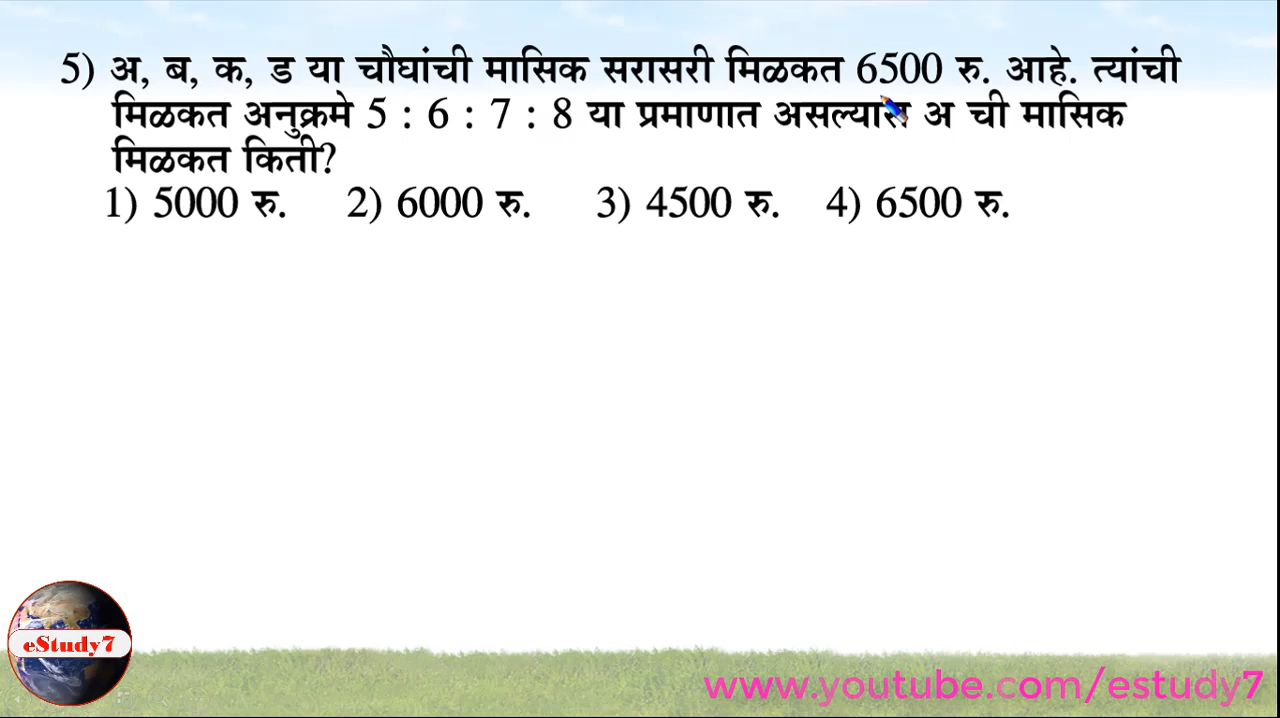 5) अ, ब, क, ड या चौघांची मासिक सरासरी मिळकत 6500 रु. आहे. त्यांची
मिळकत अनुक्रमे 5 : 6 : 7 : 8 या प्रमाणात असल्यास अ ची मासिक
मिळकत किती?
1) 5000 रु. 2) 6000 रु. 3) 4500 रु. 4) 6500 रु.
eStudy7
www.youtube.com/estudy7